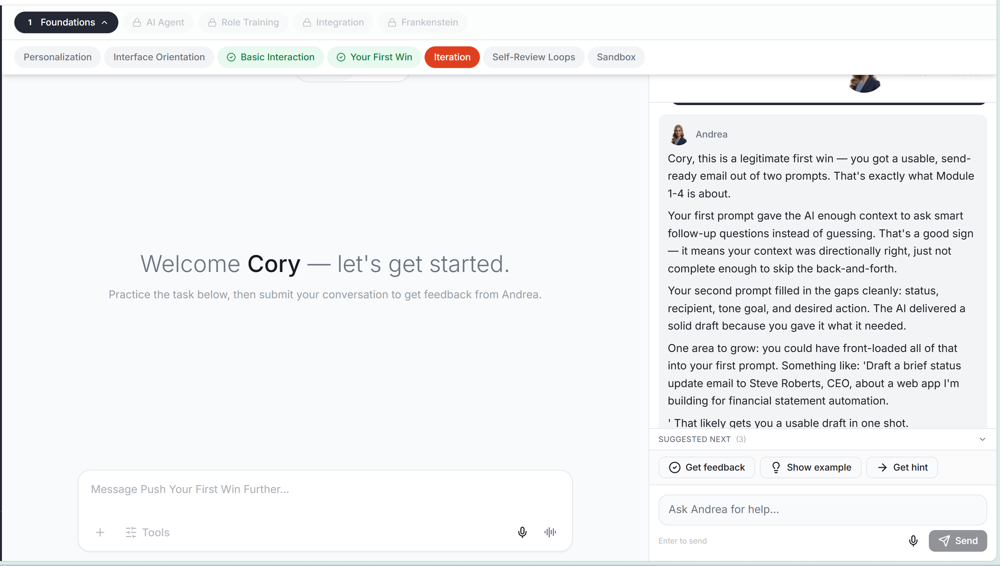 1 Foundations
AI Agent
Role Training
Integration
Frankenstein
Personalization
Interface Orientation
Basic Interaction
Your First Win
Iteration
Self-Review Loops
Sandbox
Welcome Cory — let's get started.
Practice the task below, then submit your conversation to get feedback from Andrea.
Message Push Your First Win Further...
Tools
Andrea
Cory, this is a legitimate first win — you got a usable, send-
ready email out of two prompts. That's exactly what Module
1-4 is about.
Your first prompt gave the AI enough context to ask smart
follow-up questions instead of guessing. That's a good sign
— it means your context was directionally right, just not
complete enough to skip the back-and-forth.
Your second prompt filled in the gaps cleanly: status,
recipient, tone goal, and desired action. The AI delivered a
solid draft because you gave it what it needed.
One area to grow: you could have front-loaded all of that
into your first prompt. Something like: 'Draft a brief status
update email to Steve Roberts, CEO, about a web app I'm
building for financial statement automation.
' That likely gets you a usable draft in one shot.
SUGGESTED NEXT (3)
Get feedback
Show example
Get hint
Ask Andrea for help...
Enter to send
Send